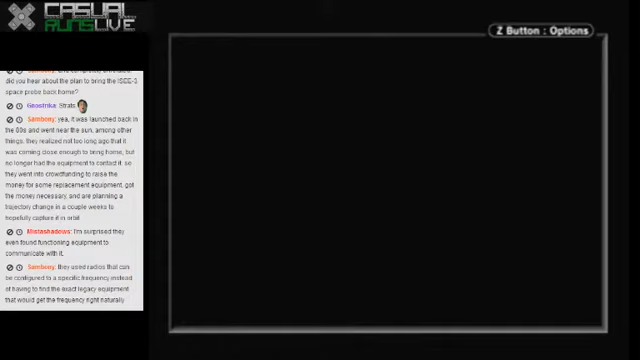 CASUAL
RUNSLIVE
Z Button : Options
did you hear about the plan to bring the ISEE-3
space probe back home?
Geostrika: Strats
Sambony: yea, it was launched back in
the 80s and went near the sun, among other
things, they realized not too long ago that it
was coming close enough to bring home, but
no longer had the equipment to contact it, so
they went into crowdfunding to raise the
money for some replacement equipment, got
the money necessary, and are planning a
trajectory change in a couple weeks to
hopefully capture it in orbit
Mistashadows: I'm surprised they
even found functioning equipment to
communicate with it.
Sambony: they used radios that can
be configured to a specific frequency instead
of having to find the exact legacy equipment
that would get the frequency right naturally